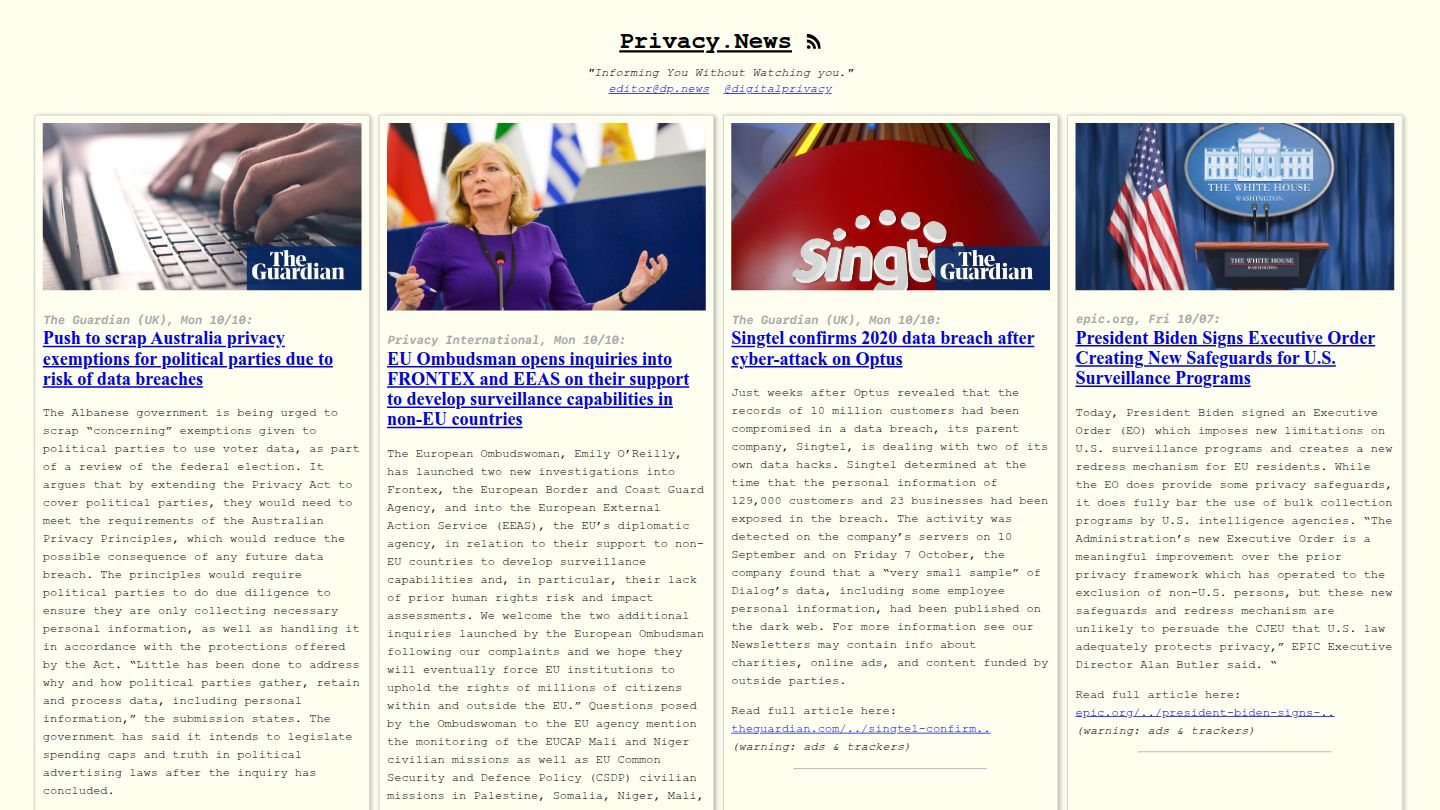 Privacy.News
"Informing You Without Watching you."
editor@dp.news @digitalprivacy
The Guardian
The Guardian (UK), Mon 10/10:
Push to scrap Australia privacy
exemptions for political parties due to
risk of data breaches
The Albanese government is being urged to
scrap “concerning” exemptions given to
political parties to use voter data, as part
of a review of the federal election. It
argues that by extending the Privacy Act to
cover political parties, they would need to
meet the requirements of the Australian
Privacy Principles, which would reduce the
possible consequence of any future data
breach. The principles would require
political parties to do due diligence to
ensure they are only collecting necessary
personal information, as well as handling it
in accordance with the protections offered
by the Act. “Little has been done to address
why and how political parties gather, retain
and process data, including personal
information,” the submission states. The
government has said it intends to legislate
spending caps and truth in political
advertising laws after the inquiry has
concluded.
Privacy International, Mon 10/10:
EU Ombudsman opens inquiries into
FRONTEX and EEAS on their support
to develop surveillance capabilities in
non-EU countries
The European Ombudswoman, Emily O’Reilly,
has launched two new investigations into
Frontex, the European Border and Coast Guard
Agency, and into the European External
Action Service (EEAS), the EU’s diplomatic
agency, in relation to their support to non-
EU countries to develop surveillance
capabilities and, in particular, their lack
of prior human rights risk and impact
assessments. We welcome the two additional
inquiries launched by the European Ombudsman
following our complaints and we hope they
will eventually force EU institutions to
uphold the rights of millions of citizens
within and outside the EU.” Questions posed
by the Ombudswoman to the EU agency mention
the monitoring of the EUCAP Mali and Niger
civilian missions as well as EU Common
Security and Defence Policy (CSDP) civilian
missions in Palestine, Somalia, Niger, Mali,
Singt
The Guardian
The Guardian (UK), Mon 10/10:
Singtel confirms 2020 data breach after
cyber-attack on Optus
Just weeks after Optus revealed that the
records of 10 million customers had been
compromised in a data breach, its parent
company, Singtel, is dealing with two of its
own data hacks. Singtel determined at the
time that the personal information of
129,000 customers and 23 businesses had been
exposed in the breach. The activity was
detected on the company’s servers on 10
September and on Friday 7 October, the
company found that a “very small sample” of
Dialog’s data, including some employee
personal information, had been published on
the dark web. For more information see our
Newsletters may contain info about
charities, online ads, and content funded by
outside parties.
Read full article here:
theguardian.com/../singtel-confirm..
(warning: ads & trackers)
THE WHITE HOUSE
WASHINGTON
THE WHITE HOUSE
WASHINGTON
epic.org, Fri 10/07:
President Biden Signs Executive Order
Creating New Safeguards for U.S.
Surveillance Programs
Today, President Biden signed an Executive
Order (EO) which imposes new limitations on
U.S. surveillance programs and creates a new
redress mechanism for EU residents. While
the EO does provide some privacy safeguards,
it does fully bar the use of bulk collection
programs by U.S. intelligence agencies. “The
Administration’s new Executive Order is a
meaningful improvement over the prior
privacy framework which has operated to the
exclusion of non-U.S. persons, but these new
safeguards and redress mechanism are
unlikely to persuade the CJEU that U.S. law
adequately protects privacy,” EPIC Executive
Director Alan Butler said. “
Read full article here:
epic.org/../president-biden-signs-..
(warning: ads & trackers)